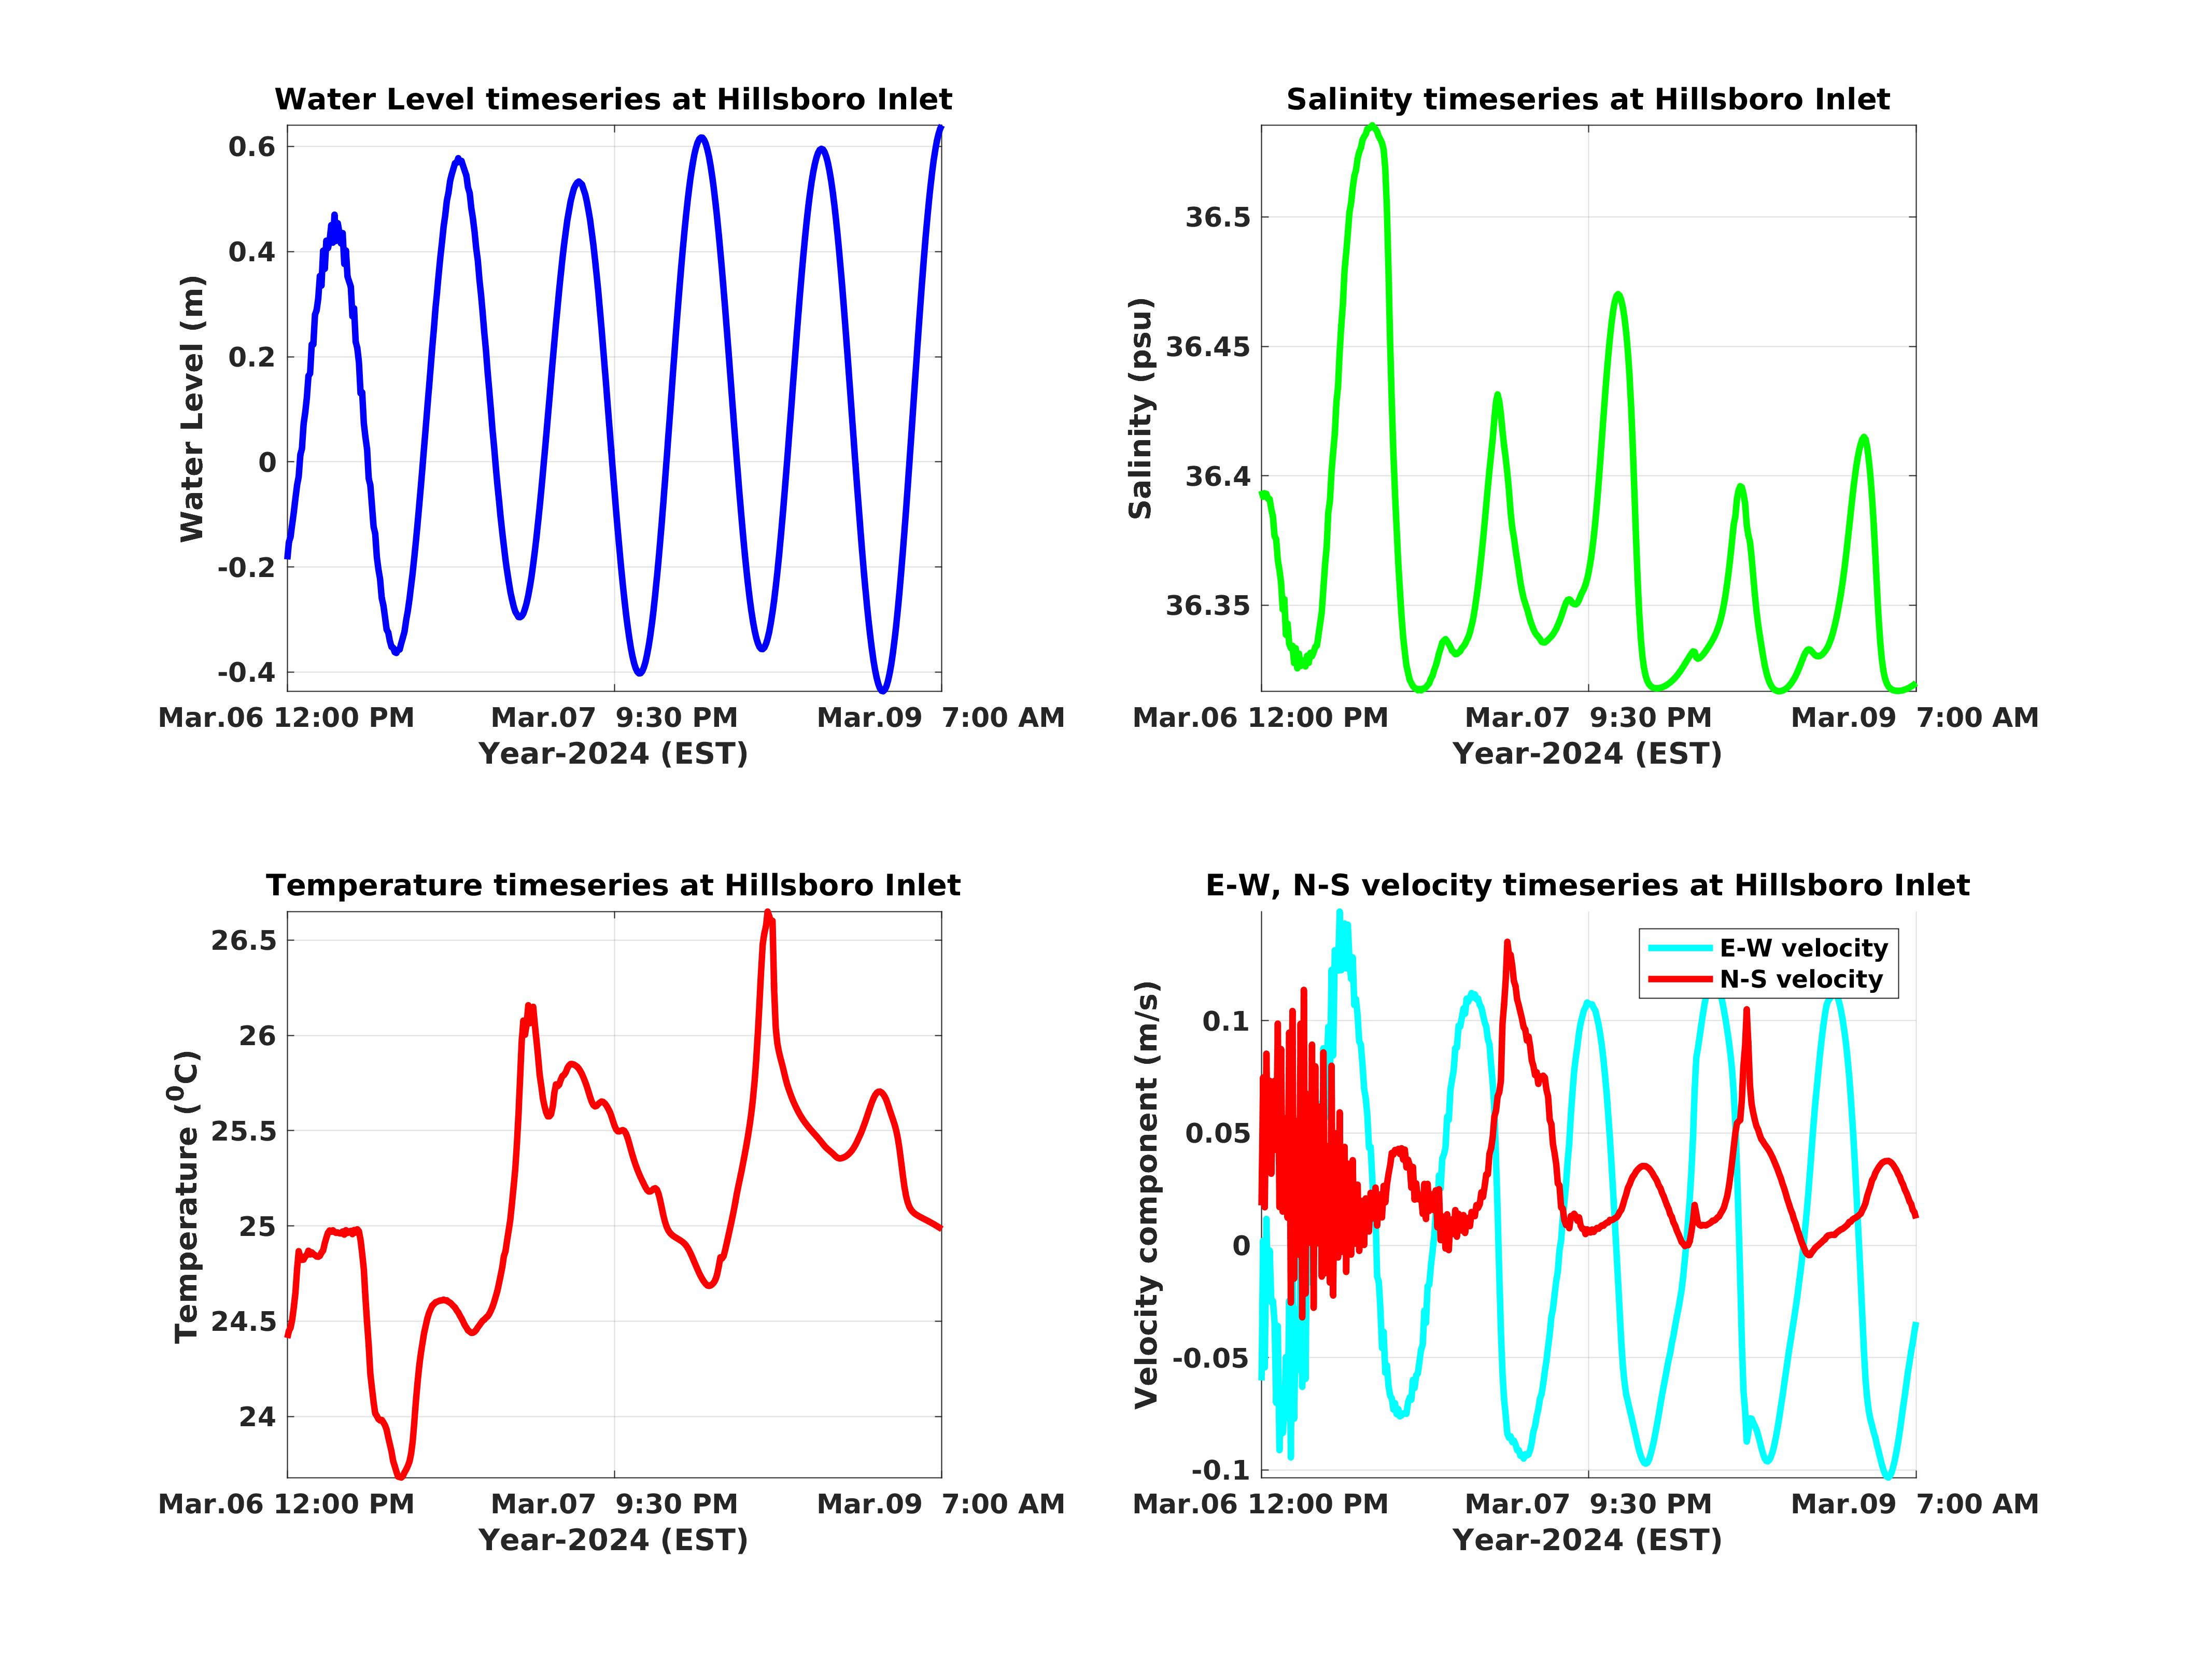 Water Level timeseries at Hillsboro Inlet
0.6
0.4
0.2
0
-0.2
-0.4
Water Level (m)
Mar.06 12:00 PM Mar.07 9:30 PM Mar.09 7:00 AM
Year-2024 (EST)
Salinity timeseries at Hillsboro Inlet
36.5
36.45
36.4
36.35
Salinity (psu)
Mar.06 12:00 PM Mar.07 9:30 PM Mar.09 7:00 AM
Year-2024 (EST)
Temperature timeseries at Hillsboro Inlet
26.5
26
25.5
25
24.5
24
Temperature (⁰C)
Mar.06 12:00 PM Mar.07 9:30 PM Mar.09 7:00 AM
Year-2024 (EST)
E-W, N-S velocity timeseries at Hillsboro Inlet
E-W velocity
N-S velocity
0.1
0.05
0
-0.05
-0.1
Velocity component (m/s)
Mar.06 12:00 PM Mar.07 9:30 PM Mar.09 7:00 AM
Year-2024 (EST)